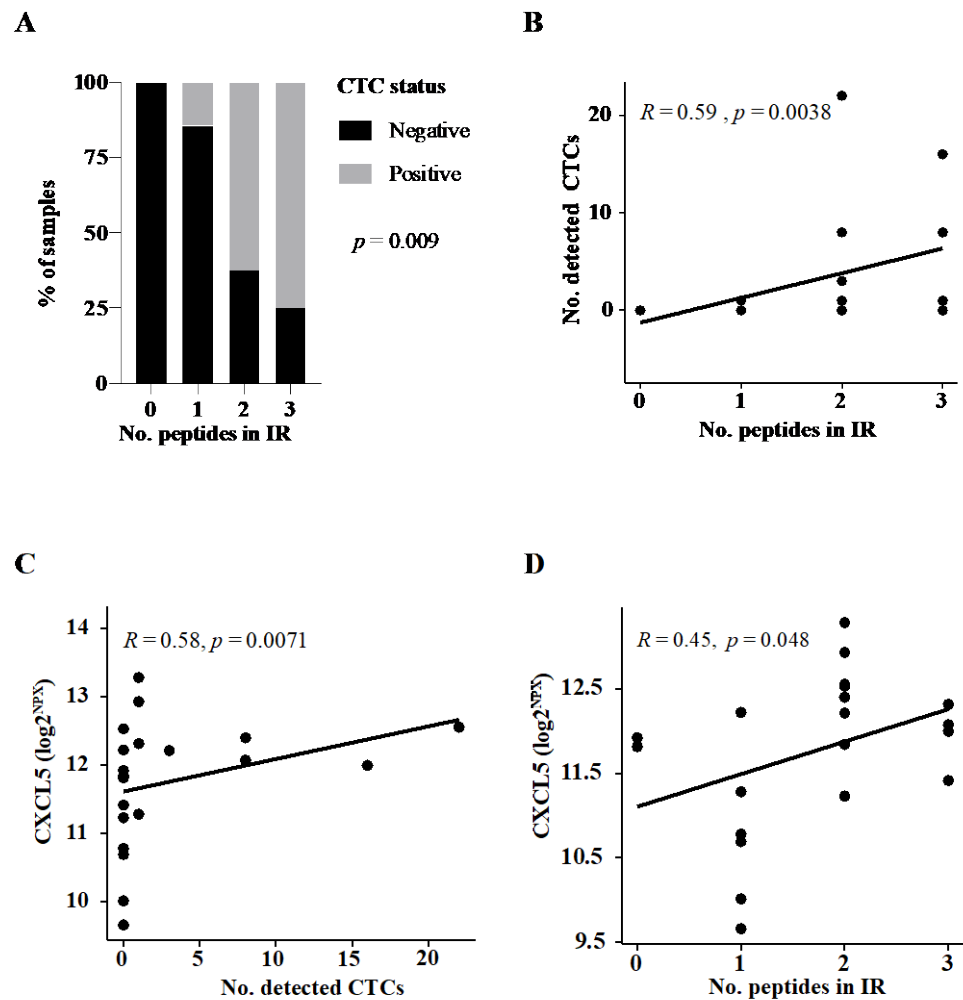 A
100
75
50
25
0
% of samples
0 1 2 3
No. peptides in IR
CTC status
Negative
Positive
p = 0.009
B
R = 0.59 , p = 0.0038
20
10
0
No. detected CTCs
0 1 2 3
No. peptides in IR
C
R = 0.58, p = 0.0071
14
13
12
11
10
CXCL5 (log2^NPX)
0 5 10 15 20
No. detected CTCs
D
R = 0.45, p = 0.048
12.5
11.5
10.5
9.5
CXCL5 (log2^NPX)
0 1 2 3
No. peptides in IR